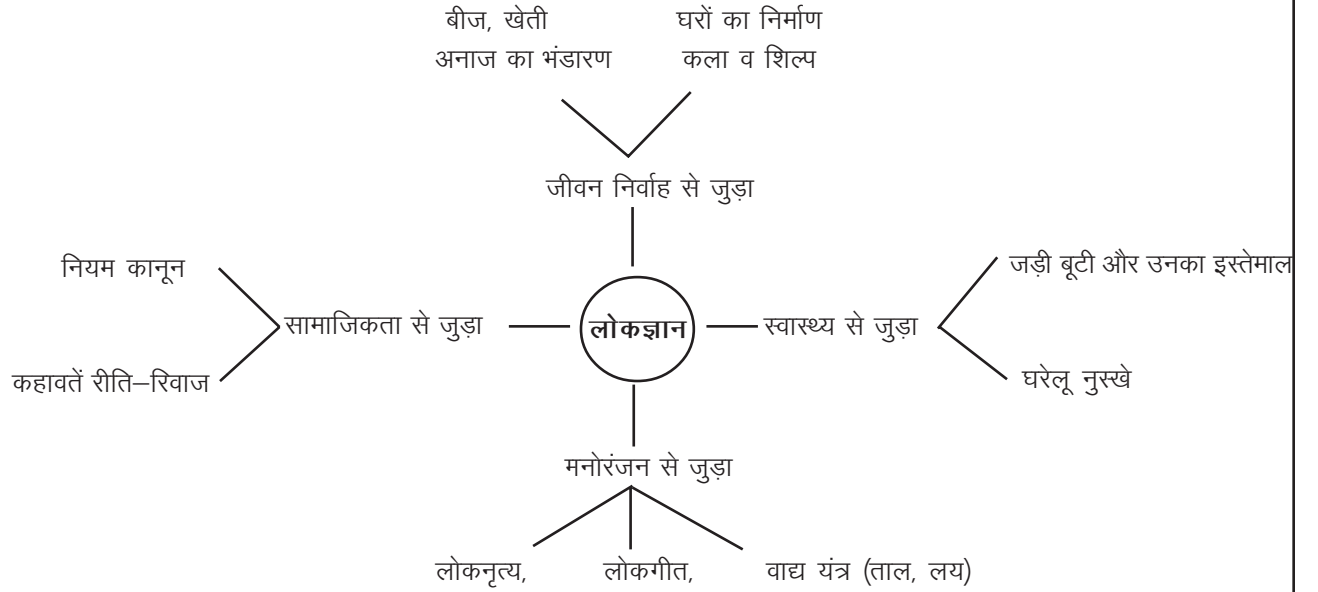 बीज, खेती
अनाज का भंडारण
घरों का निर्माण
कला व शिल्प
जीवन निर्वाह से जुड़ा
नियम कानून
जड़ी बूटी और उनका इस्तेमाल
सामाजिकता से जुड़ा
लोकज्ञान
स्वास्थ्य से जुड़ा
कहावतें रीति–रिवाज
घरेलू नुस्खे
मनोरंजन से जुड़ा
लोकनृत्य,
लोकगीत,
वाद्य यंत्र (ताल, लय)